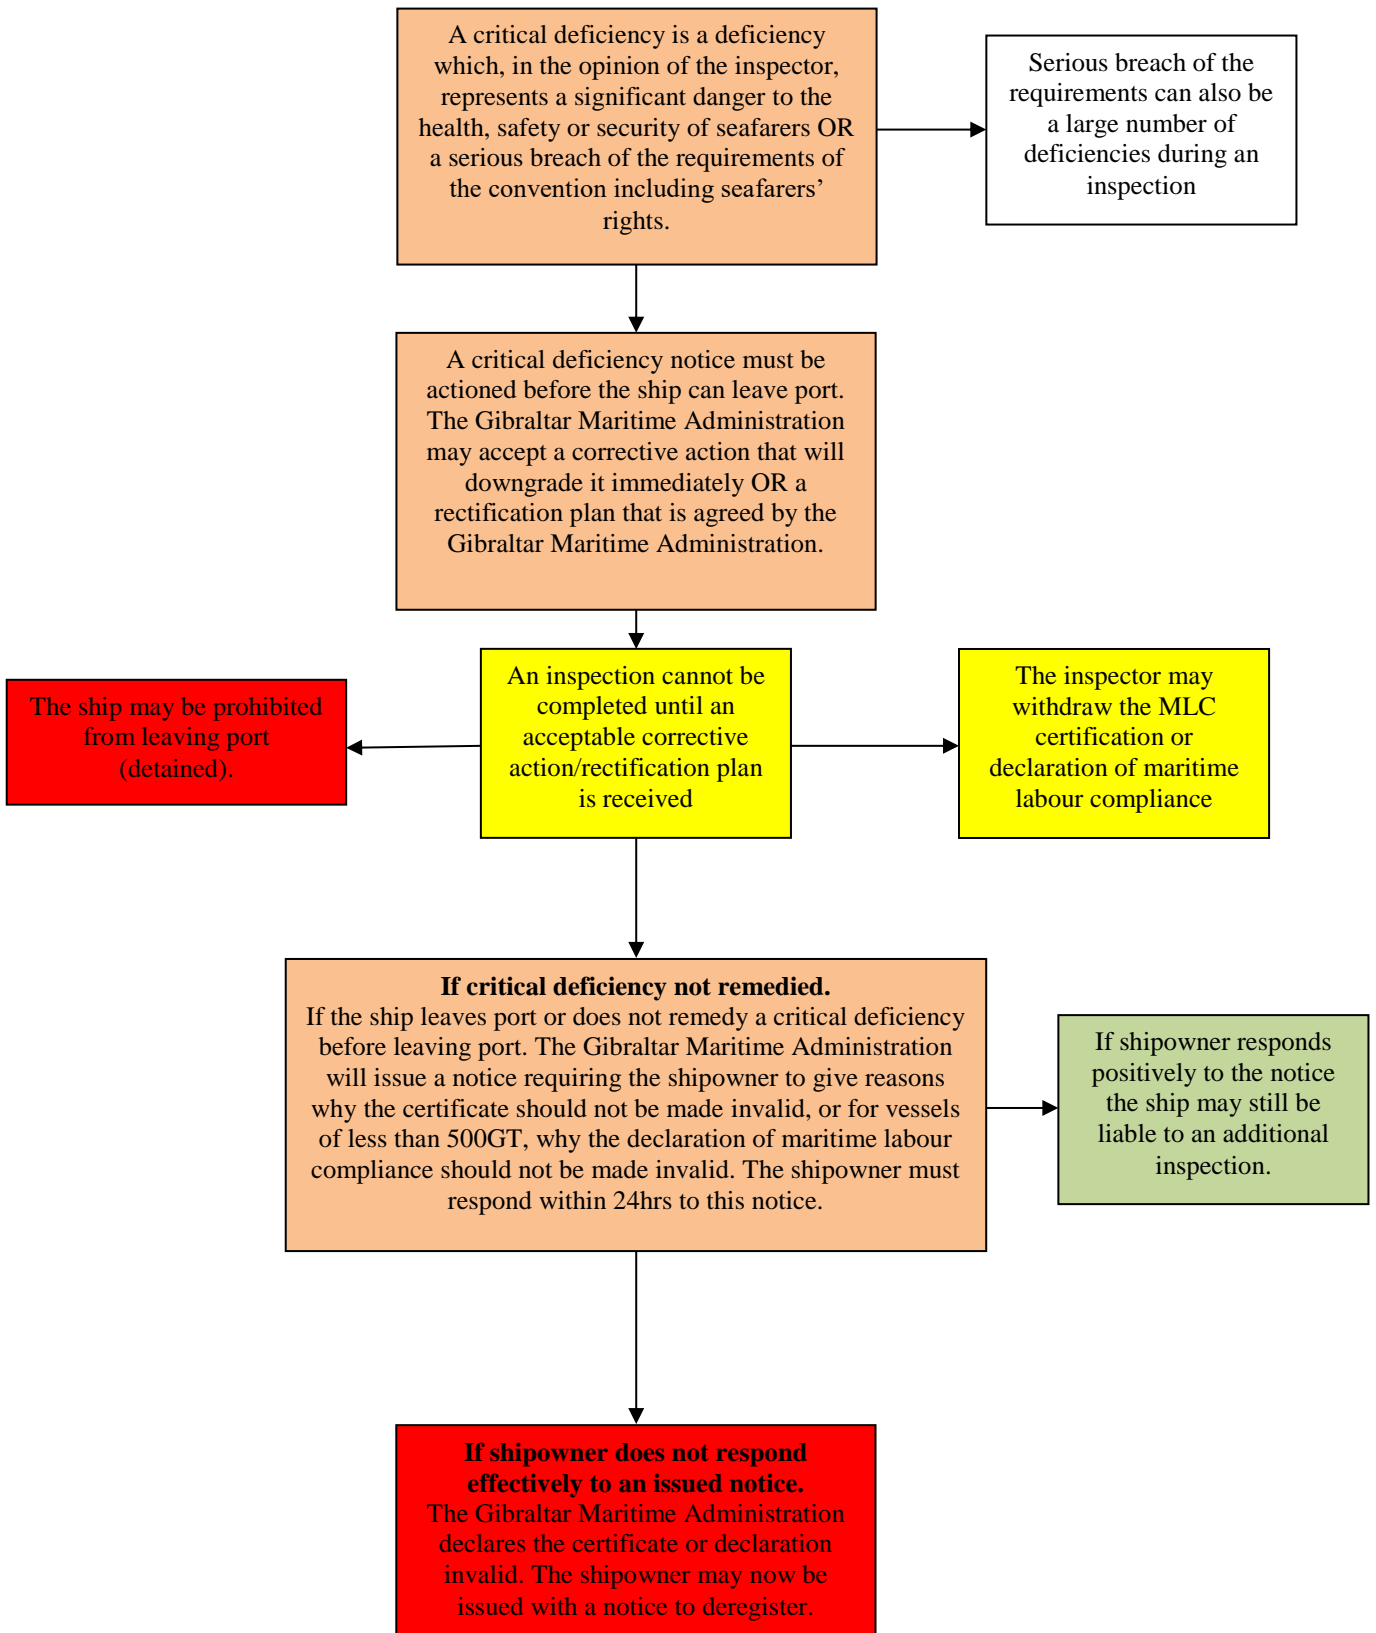 A critical deficiency is a deficiency
which, in the opinion of the inspector,
represents a significant danger to the
health, safety or security of seafarers OR
a serious breach of the requirements of
the convention including seafarers’
rights.
Serious breach of the
requirements can also be
a large number of
deficiencies during an
inspection
A critical deficiency notice must be
actioned before the ship can leave port.
The Gibraltar Maritime Administration
may accept a corrective action that will
downgrade it immediately OR a
rectification plan that is agreed by the
Gibraltar Maritime Administration.
The ship may be prohibited
from leaving port
(detained).
An inspection cannot be
completed until an
acceptable corrective
action/rectification plan
is received
The inspector may
withdraw the MLC
certification or
declaration of maritime
labour compliance
If critical deficiency not remedied.
If the ship leaves port or does not remedy a critical deficiency
before leaving port. The Gibraltar Maritime Administration
will issue a notice requiring the shipowner to give reasons
why the certificate should not be made invalid, or for vessels
of less than 500GT, why the declaration of maritime labour
compliance should not be made invalid. The shipowner must
respond within 24hrs to this notice.
If shipowner responds
positively to the notice
the ship may still be
liable to an additional
inspection.
If shipowner does not respond
effectively to an issued notice.
The Gibraltar Maritime Administration
declares the certificate or declaration
invalid. The shipowner may now be
issued with a notice to deregister.